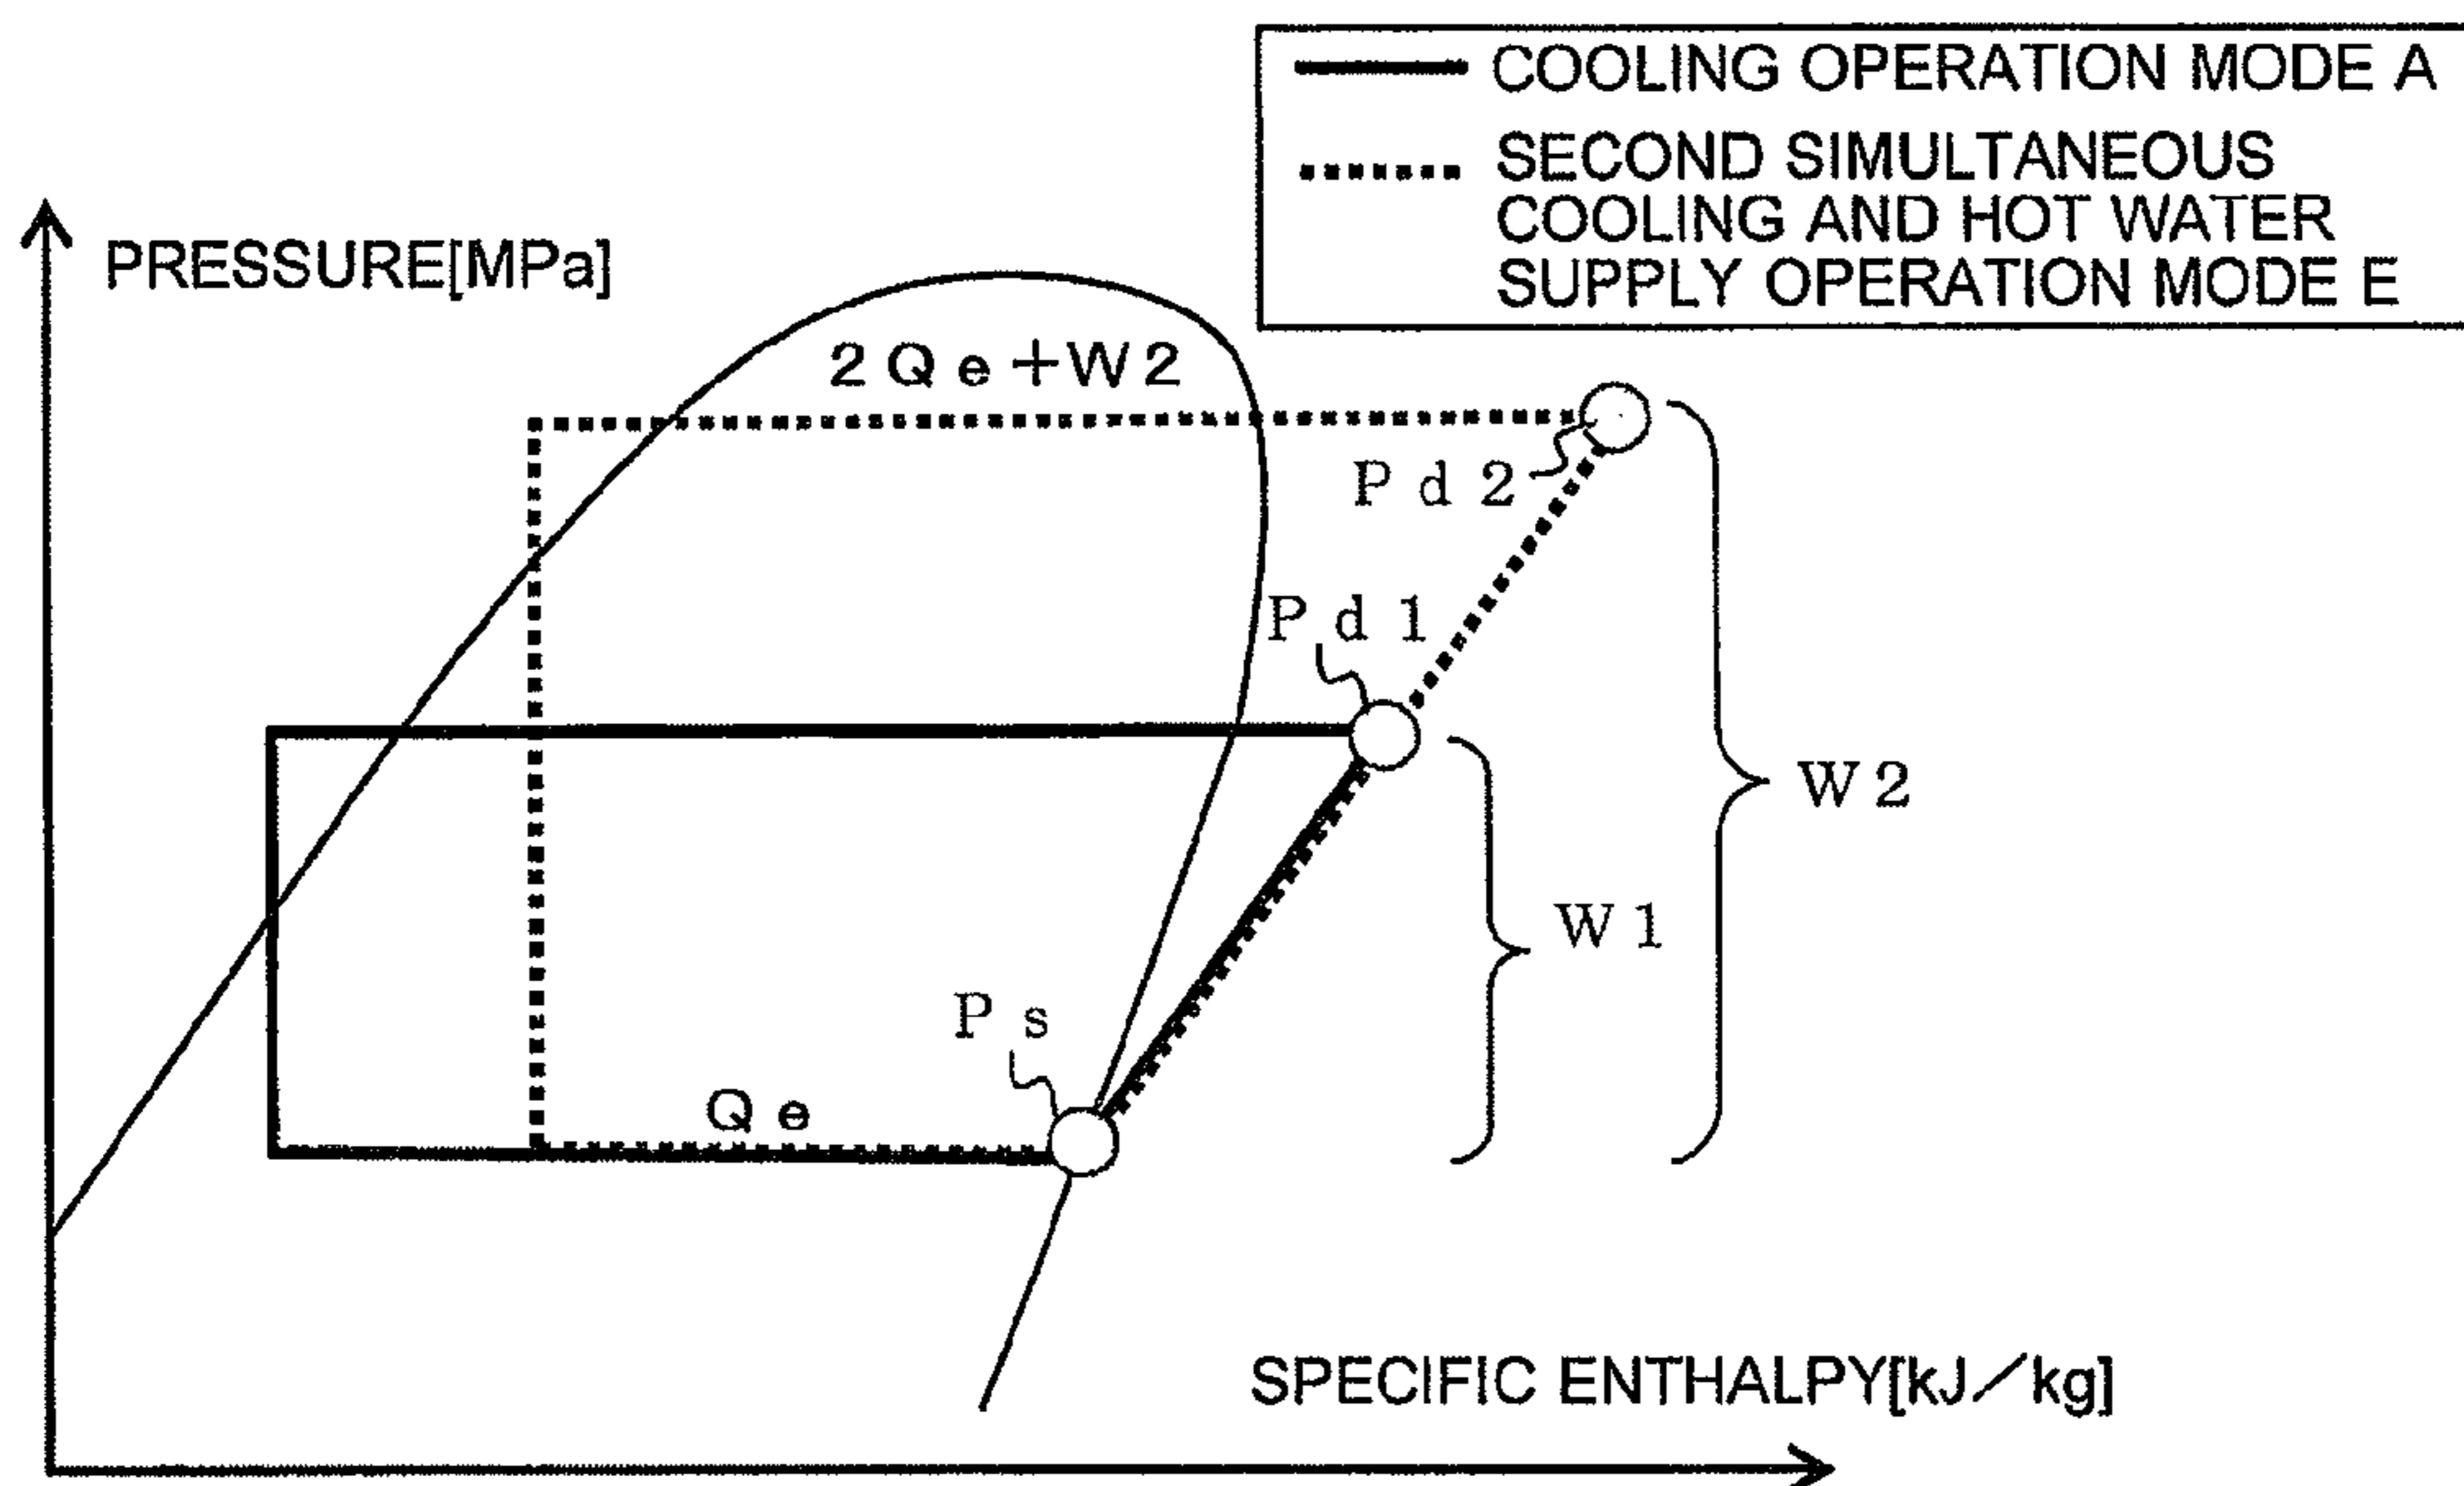 COOLING OPERATION MODE A
SECOND SIMULTANEOUS
COOLING AND HOT WATER
SUPPLY OPERATION MODE E
PRESSURE[MPa]
2Qe+W2
Pd2
Pd1
W2
W1
Ps
Qe
SPECIFIC ENTHALPY[kJ/kg]